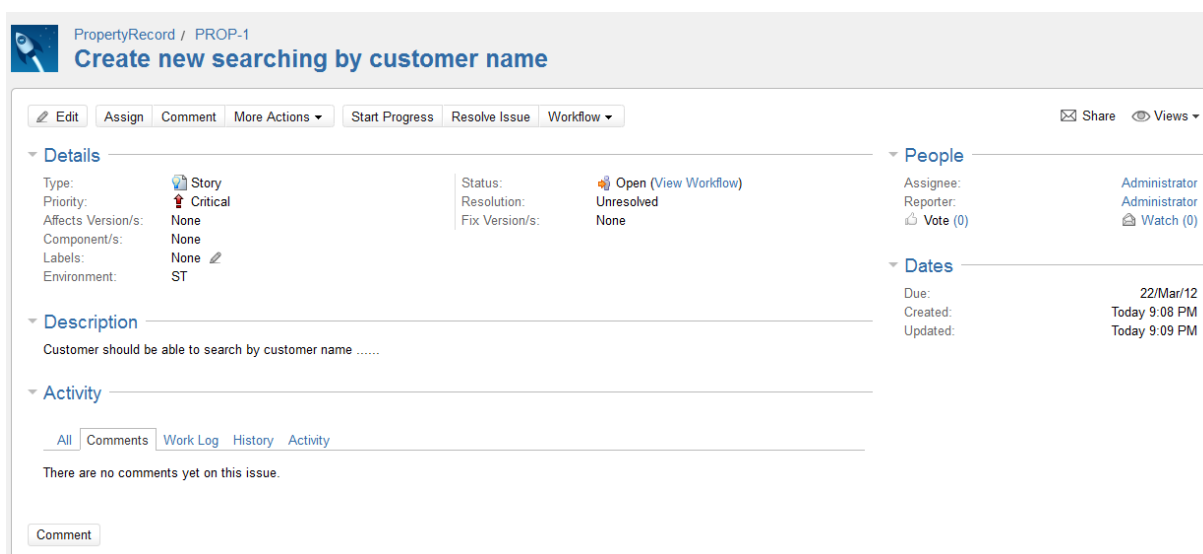 PropertyRecord / PROP-1
Create new searching by customer name
Edit Assign Comment More Actions Start Progress Resolve Issue Workflow Share Views
Details
Type: Story
Priority: Critical
Affects Version/s: None
Component/s: None
Labels: None
Environment: ST
Status: Open (View Workflow)
Resolution: Unresolved
Fix Version/s: None
People
Assignee: Administrator
Reporter: Administrator
Vote (0) Watch (0)
Dates
Due: 22/Mar/12
Created: Today 9:08 PM
Updated: Today 9:09 PM
Description
Customer should be able to search by customer name ......
Activity
All Comments Work Log History Activity
There are no comments yet on this issue.
Comment